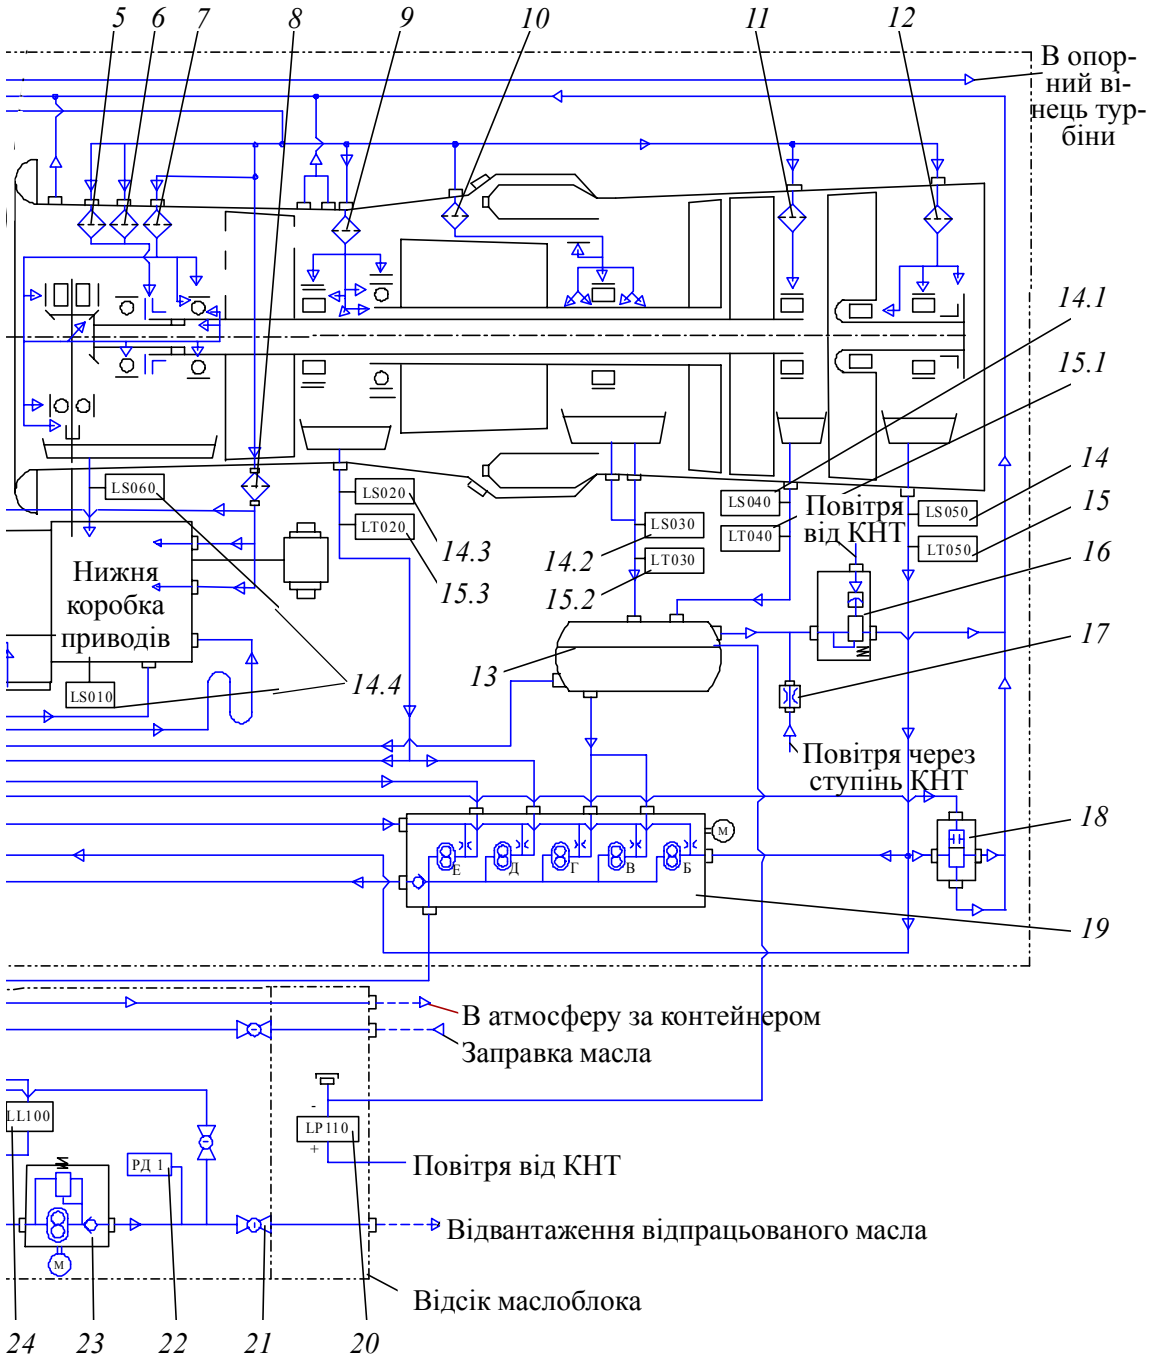 5 6 7 8 9 10 11 12
В опор-
ний ві-
нець тур-
біни
14.1
15.1
LS060
LS020
LT020
14.3
15.3
LS030
LT030
14.2
15.2
LS040
LT040
Повітря
від КНТ
LS050
LT050
14
15
16
17
Нижня
коробка
приводів
LS010
14.4
13
Повітря через
ступінь КНТ
18
М
Е Д Г В Б
19
В атмосферу за контейнером
Заправка масла
LL100
-
LP110
+
РД 1
Повітря від КНТ
Відвантаження відпрацьованого масла
М
Відсік маслоблока
24 23 22 21 20